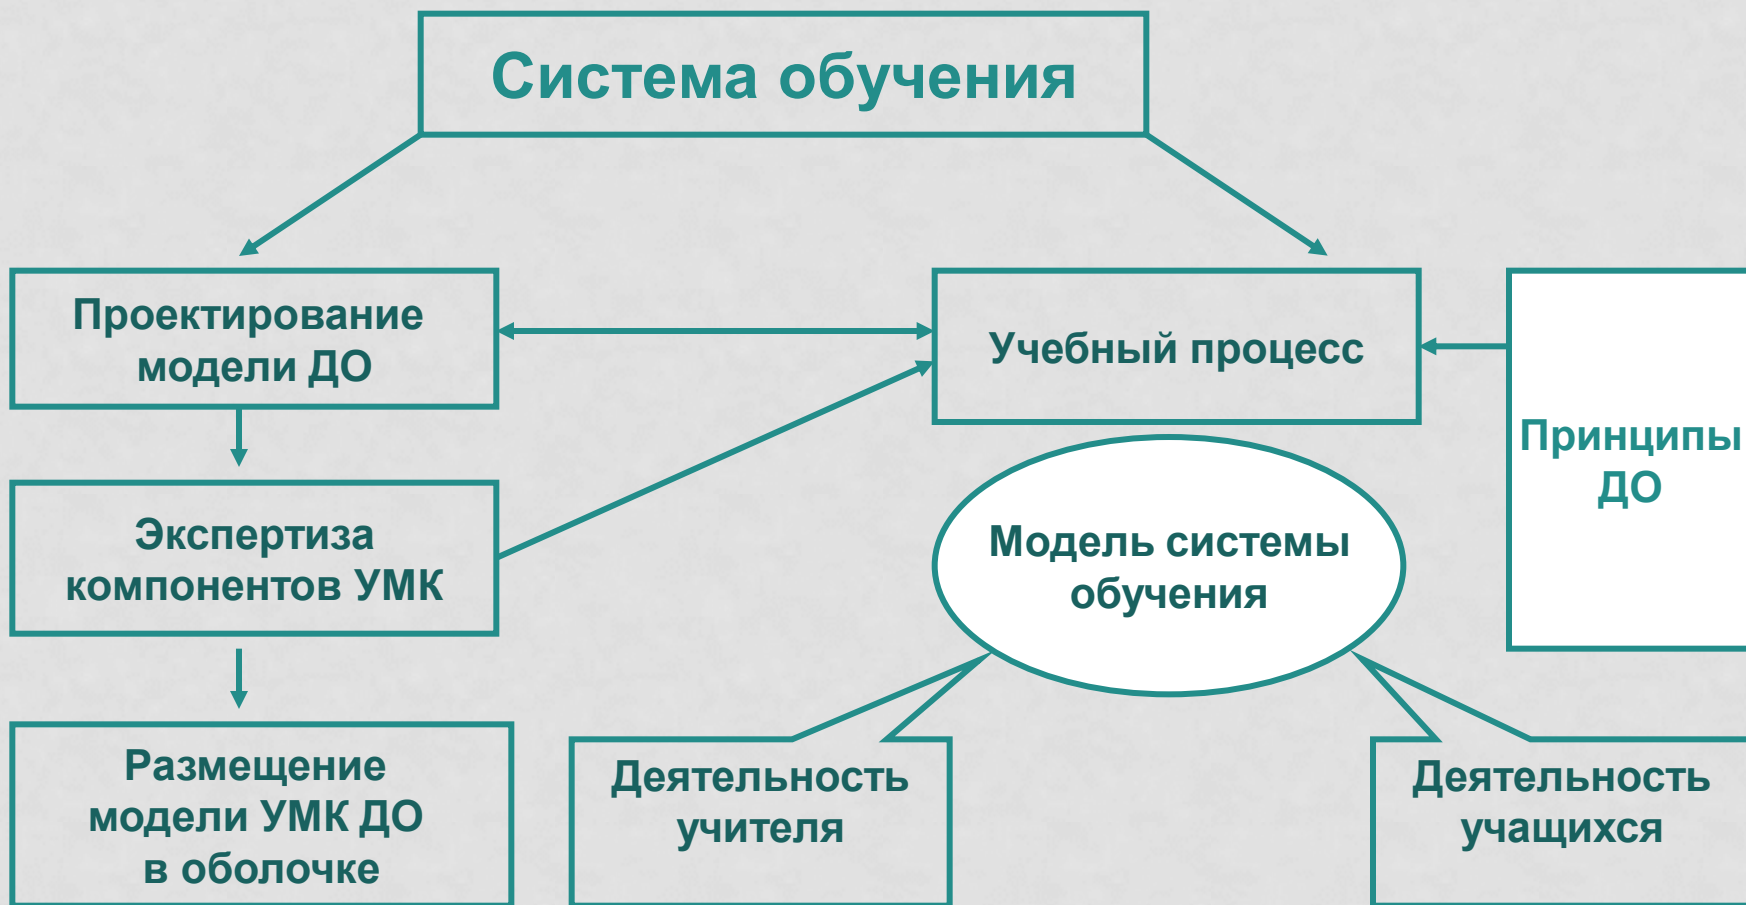 Система обучения
Проектирование
модели ДО
Учебный процесс
Принципы
ДО
Экспертиза
компонентов УМК
Модель системы
обучения
Размещение
модели УМК ДО
в оболочке
Деятельность
учителя
Деятельность
учащихся